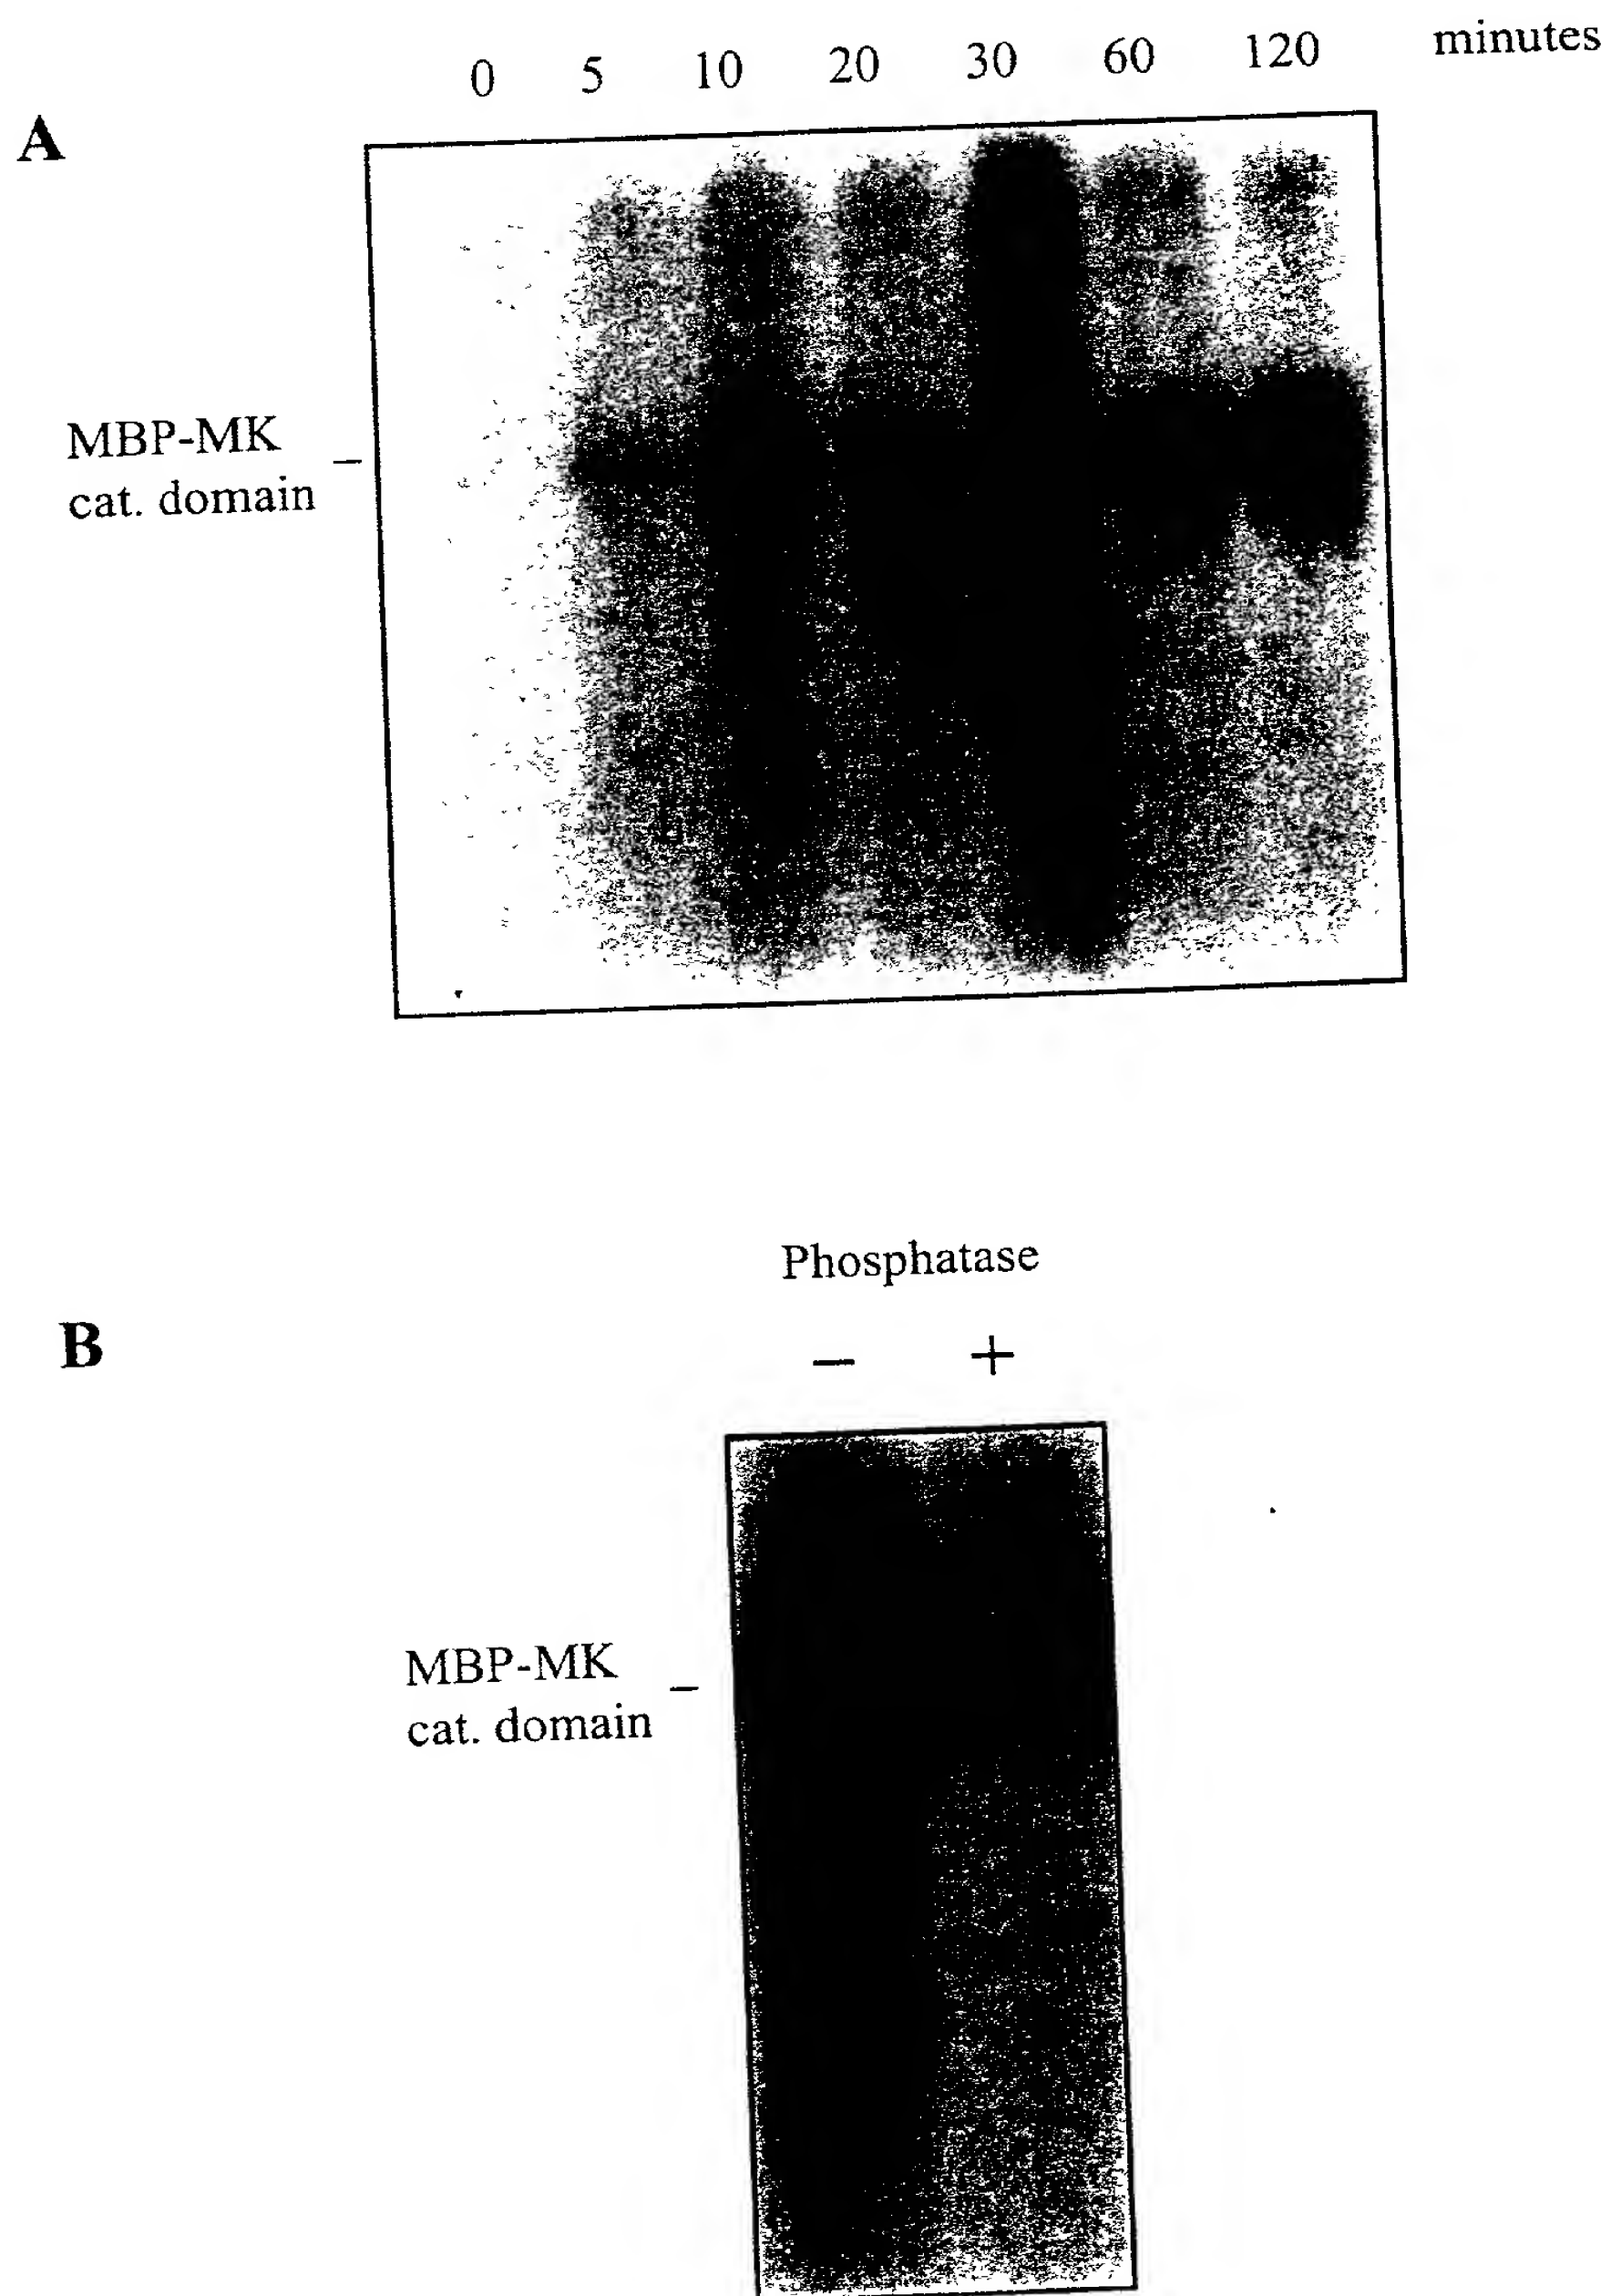 0 5 10 20 30 60 120 minutes
A
MBP-MK –
cat. domain
Phosphatase
B
– +
MBP-MK –
cat. domain